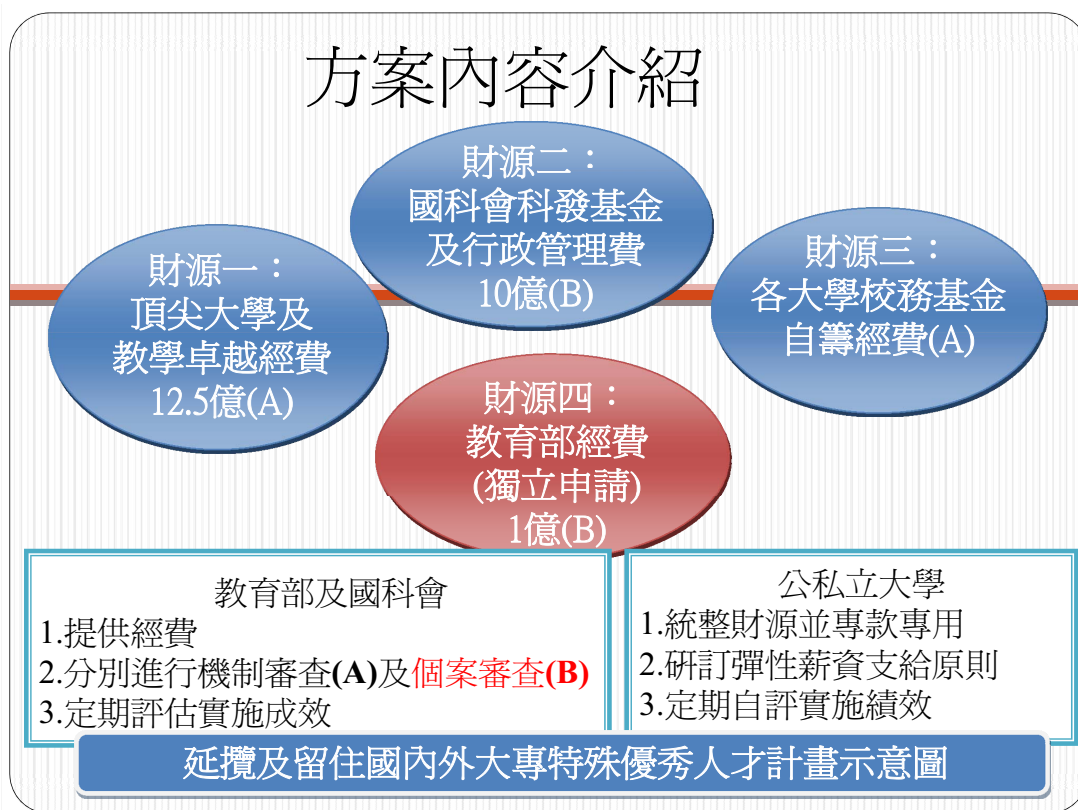 方案內容介紹
財源二：
國科會科發基金
及行政管理費
10億(B)
財源一：
頂尖大學及
教學卓越經費
12.5億(A)
財源三：
各大學校務基金
自籌經費(A)
財源四：
教育部經費
(獨立申請)
1億(B)
教育部及國科會
1.提供經費
2.分別進行機制審查(A)及個案審查(B)
3.定期評估實施成效
公私立大學
1.統整財源並專款專用
2.研訂彈性薪資支給原則
3.定期自評實施績效
延攬及留住國內外大專特殊優秀人才計畫示意圖